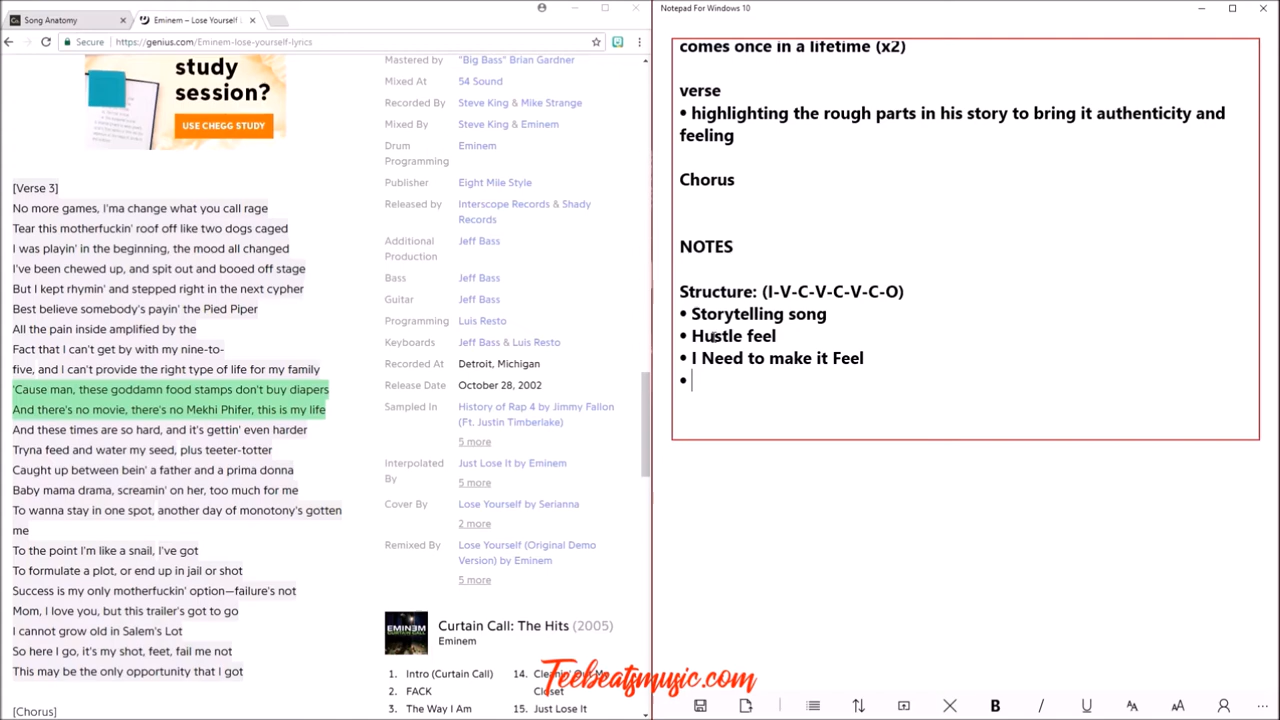 Song Anatomy
Eminem – Lose Yourself
Secure
https://genius.com/Eminem-lose-yourself-lyrics
study
session?
USE CHEGG STUDY
[Verse 3]
No more games, I'ma change what you call rage
Tear this motherfuckin' roof off like two dogs caged
I was playin' in the beginning, the mood all changed
I've been chewed up, and spit out and booed off stage
But I kept rhymin' and stepped right in the next cypher
Best believe somebody's payin' the Pied Piper
All the pain inside amplified by the
Fact that I can't get by with my nine-to-
five, and I can't provide the right type of life for my family
'Cause man, these goddamn food stamps don't buy diapers
And there's no movie, there's no Mekhi Phifer, this is my life
And these times are so hard, and it's gettin' even harder
Tryna feed and water my seed, plus teeter-totter
Caught up between bein' a father and a prima donna
Baby mama drama, screamin' on her, too much for me
To wanna stay in one spot, another day of monotony's gotten
me
To the point I'm like a snail, I've got
To formulate a plot, or end up in jail or shot
Success is my only motherfuckin' option—failure's not
Mom, I love you, but this trailer's got to go
I cannot grow old in Salem's Lot
So here I go, it's my shot, feet, fail me not
This may be the only opportunity that I got
[Chorus]
Mastered by "Big Bass" Brian Gardner
Mixed At 54 Sound
Recorded By Steve King & Mike Strange
Mixed By Steve King & Eminem
Drum Eminem
Programming
Publisher Eight Mile Style
Released by Interscope Records & Shady
Records
Additional Jeff Bass
Production
Bass Jeff Bass
Guitar Jeff Bass
Programming Luis Resto
Keyboards Jeff Bass & Luis Resto
Recorded At Detroit, Michigan
Release Date October 28, 2002
Sampled In History of Rap 4 by Jimmy Fallon
(Ft. Justin Timberlake)
5 more
Interpolated Just Lose It by Eminem
By 5 more
Cover By Lose Yourself by Serianna
2 more
Remixed By Lose Yourself (Original Demo
Version) by Eminem
5 more
EMINEM
Curtain Call: The Hits (2005)
Eminem
1. Intro (Curtain Call) 14. Cleanin' Out My
2. FACK Closet
3. The Way I Am 15. Just Lose It
Notepad For Windows 10
comes once in a lifetime (x2)
verse
• highlighting the rough parts in his story to bring it authenticity and
feeling
Chorus
NOTES
Structure: (I-V-C-V-C-V-C-O)
• Storytelling song
• Hustle feel
• I Need to make it Feel
•
Teebeatsmusic.com
B
I
U